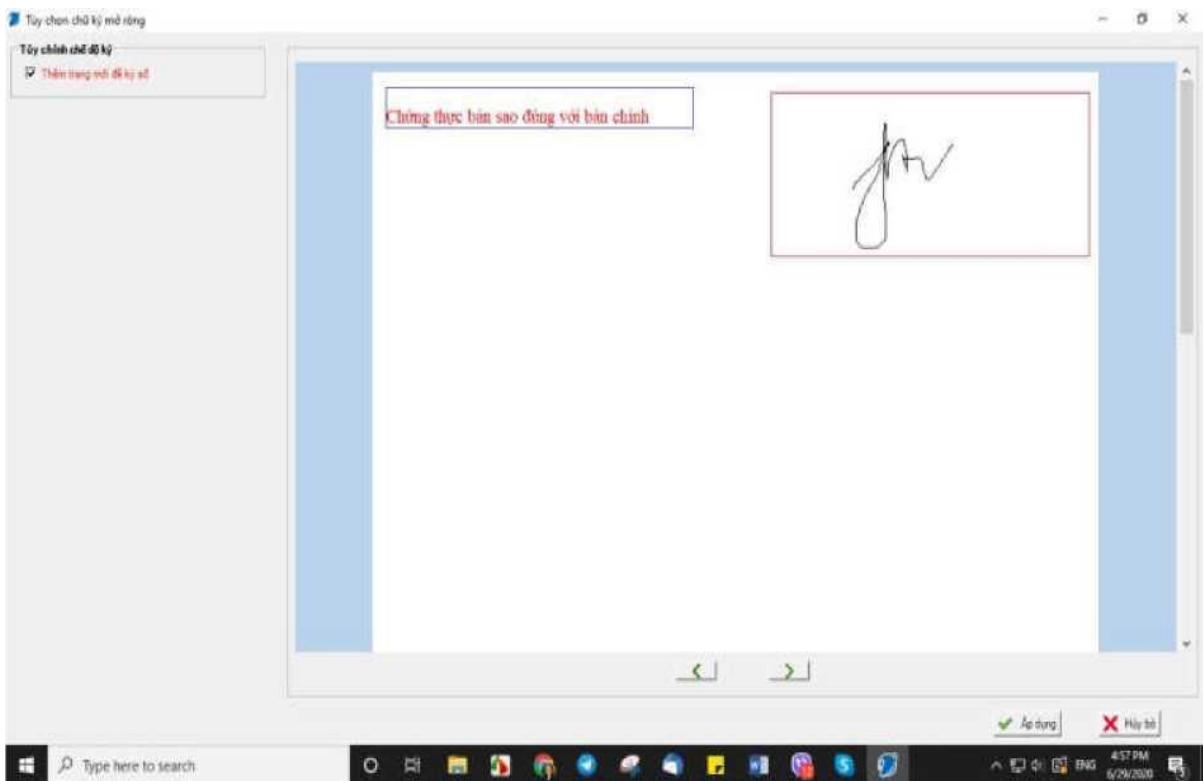 Tùy chọn chữ ký mở rộng
Tùy chỉnh chế độ ký
Thêm trang mới để ký số
Chứng thực bản sao đúng với bản chính
Áp dụng
Hủy bỏ
Type here to search
ENG
4:57 PM
6/29/2020